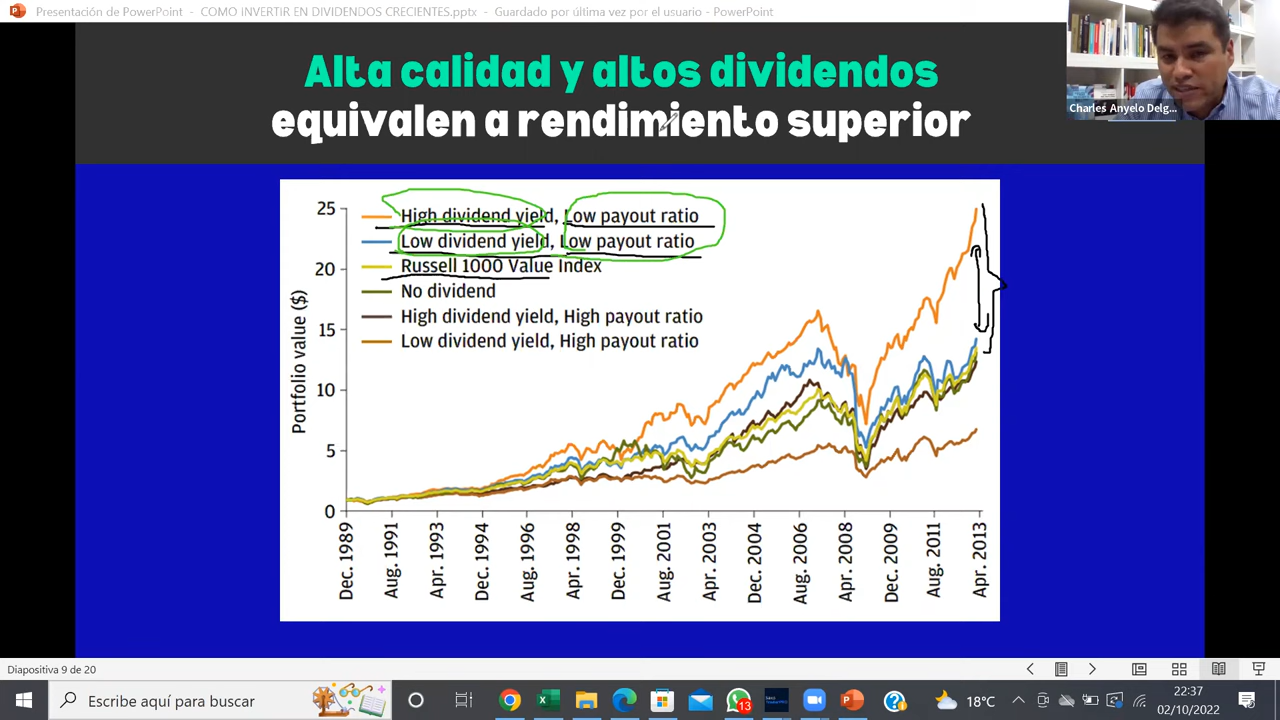 Presentación de PowerPoint - COMO INVERTIR EN DIVIDENDOS CRECIENTES.pptx - Guardado por última vez por el usuario - PowerPoint
Alta calidad y altos dividendos
equivalen a rendimiento superior
Charles Anyelo Delg...
High dividend yield, Low payout ratio
Low dividend yield, Low payout ratio
Russell 1000 Value Index
No dividend
High dividend yield, High payout ratio
Low dividend yield, High payout ratio
Portfolio value ($)
25
20
15
10
5
0
Dec. 1989
Aug. 1991
Apr. 1993
Dec. 1994
Aug. 1996
Apr. 1998
Dec. 1999
Aug. 2001
Apr. 2003
Dec. 2004
Aug. 2006
Apr. 2008
Dec. 2009
Aug. 2011
Apr. 2013
Diapositiva 9 de 20
Escribe aquí para buscar
13
18°C
22:37
02/10/2022